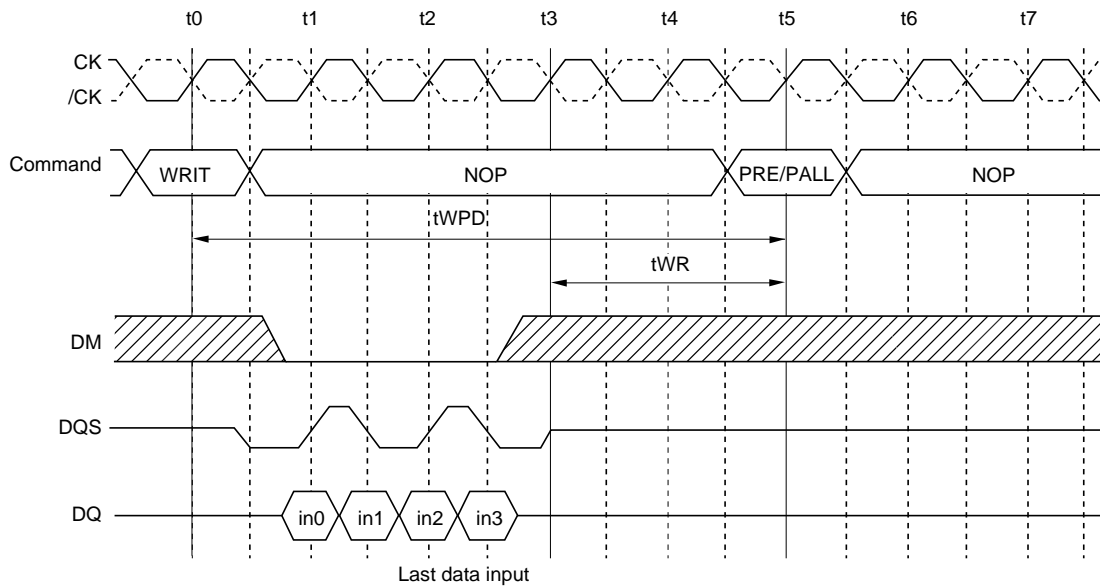 t0 t1 t2 t3 t4 t5 t6 t7
CK
/CK
Command WRIT NOP PRE/PALL NOP
tWPD
tWR
DM
DQS
DQ in0 in1 in2 in3
Last data input